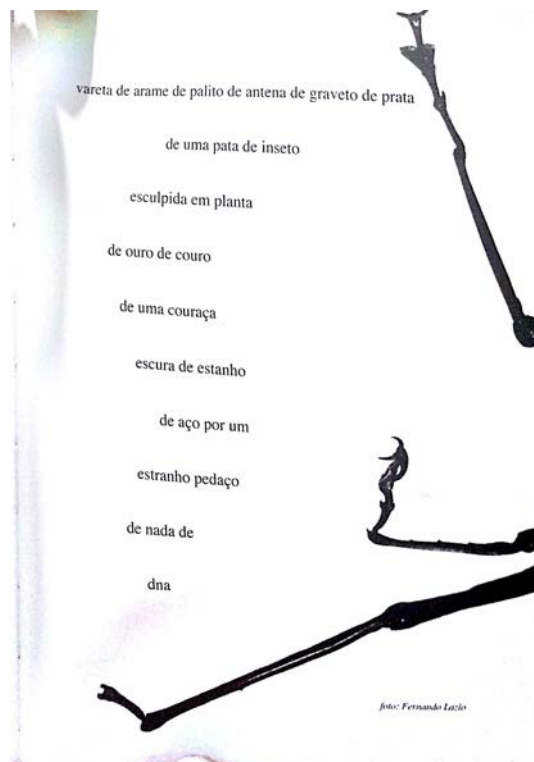 vareta de arame de palito de antena de graveto de prata
de uma pata de inseto
esculpida em planta
de ouro de couro
de uma couraça
escura de estanho
de aço por um
estranho pedaço
de nada de
dna
foto: Fernando Lazlo